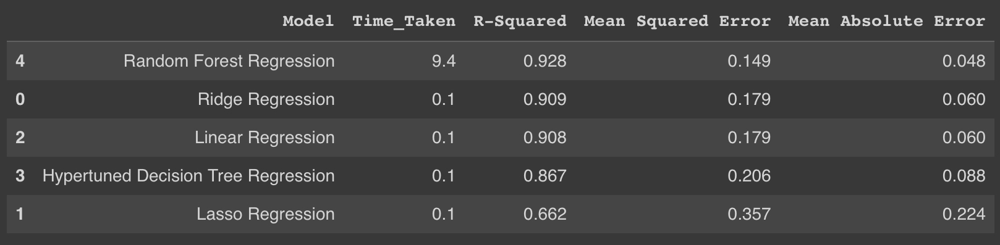 Model Time_Taken R-Squared Mean Squared Error Mean Absolute Error
4 Random Forest Regression 9.4 0.928 0.149 0.048
0 Ridge Regression 0.1 0.909 0.179 0.060
2 Linear Regression 0.1 0.908 0.179 0.060
3 Hypertuned Decision Tree Regression 0.1 0.867 0.206 0.088
1 Lasso Regression 0.1 0.662 0.357 0.224